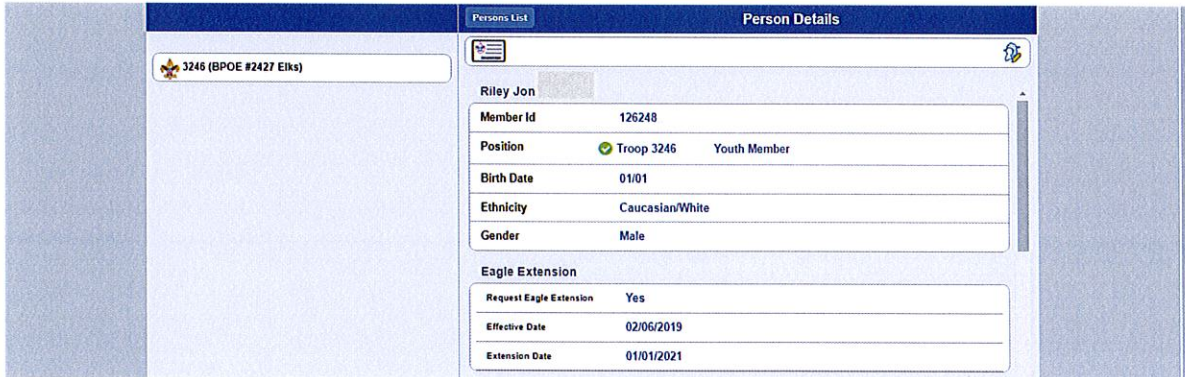 Persons List
Person Details
3246 (BPOE #2427 Elks)
Riley Jon
Member Id 126248
Position Troop 3246 Youth Member
Birth Date 01/01
Ethnicity Caucasian/White
Gender Male
Eagle Extension
Request Eagle Extension Yes
Effective Date 02/06/2019
Extension Date 01/01/2021